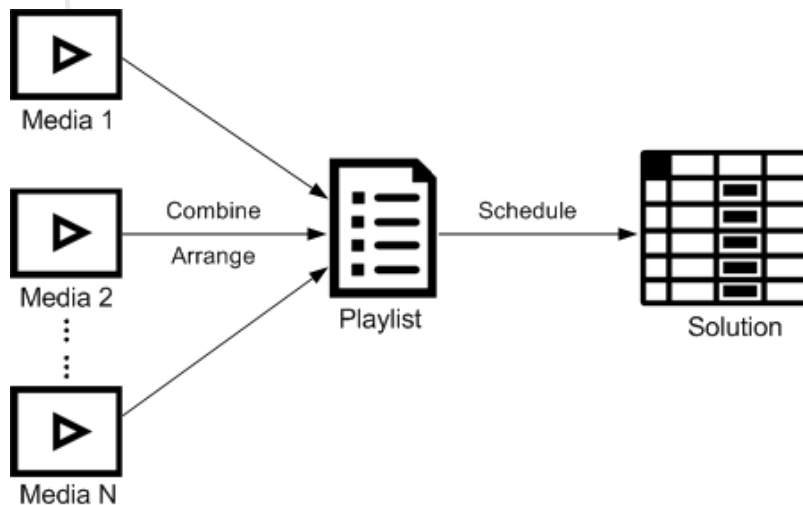 Media 1
Combine
Schedule
Arrange
Media 2
Playlist
Solution
Media N